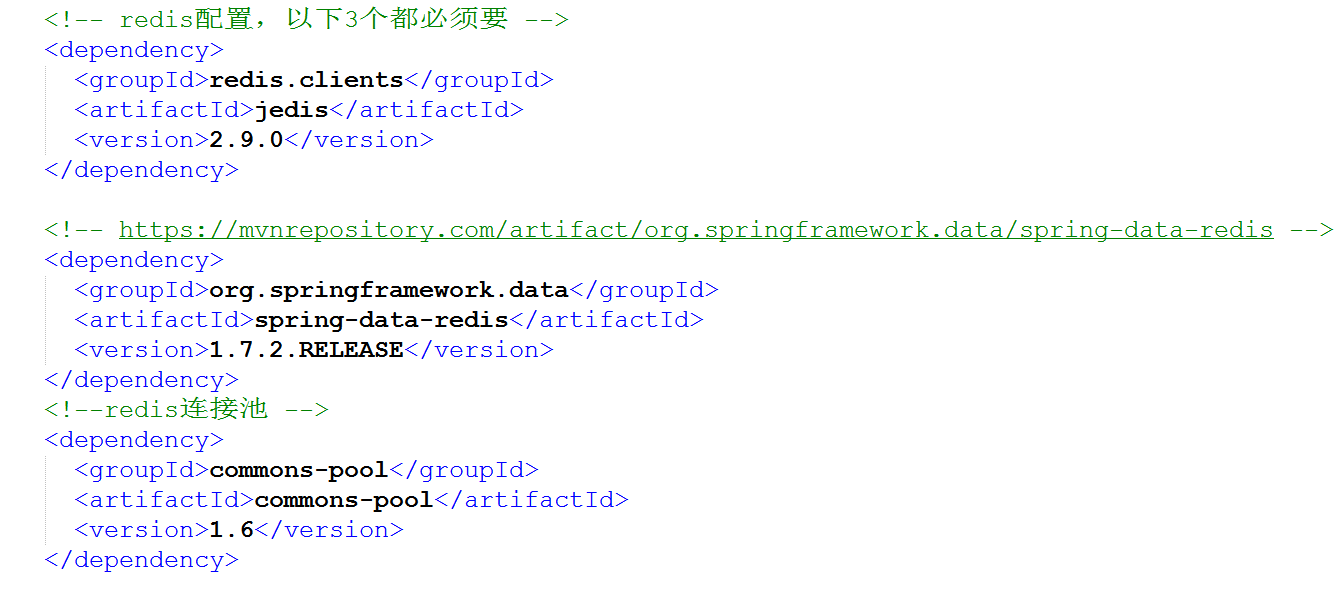 <!-- redis配置，以下3个都必须要 -->
<dependency>
<groupId>redis.clients</groupId>
<artifactId>jedis</artifactId>
<version>2.9.0</version>
</dependency>
<!-- https://mvnrepository.com/artifact/org.springframework.data/spring-data-redis -->
<dependency>
<groupId>org.springframework.data</groupId>
<artifactId>spring-data-redis</artifactId>
<version>1.7.2.RELEASE</version>
</dependency>
<!--redis连接池 -->
<dependency>
<groupId>commons-pool</groupId>
<artifactId>commons-pool</artifactId>
<version>1.6</version>
</dependency>